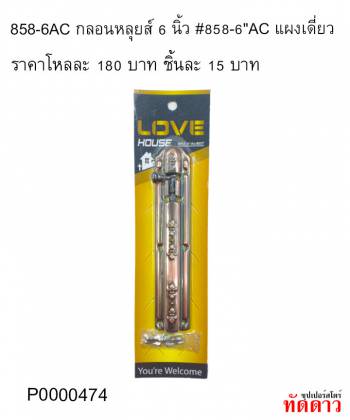 858-6AC กลอนหลุยส์ 6 นิ้ว #858-6"AC แผงเดี่ยว
ราคาโหลละ 180 บาท ชิ้นละ 15 บาท
LOVE
HOUSE
You're Welcome
P0000474
ซุปเปอร์สโตร์
ทัดดาว